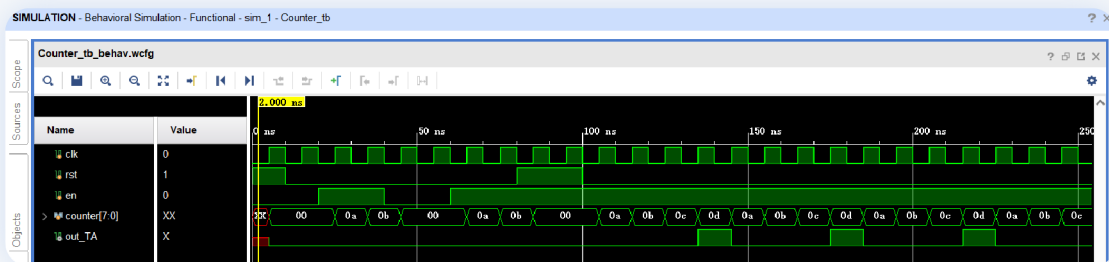 SIMULATION - Behavioral Simulation - Functional - sim_1 - Counter_tb ? ×
Counter_tb_behav.wcfg ? ×
Scope
Sources
Objects
2.000 ns
Name Value
0 ns 50 ns 100 ns 150 ns 200 ns 250
clk 0
rst 1
en 0
counter[7:0] XX XX 00 0a 0b 00 0a 0b 00 0a 0b 0c 0d 0a 0b 0c 0d 0a 0b 0c 0d 0a 0b 0c
out_TA X